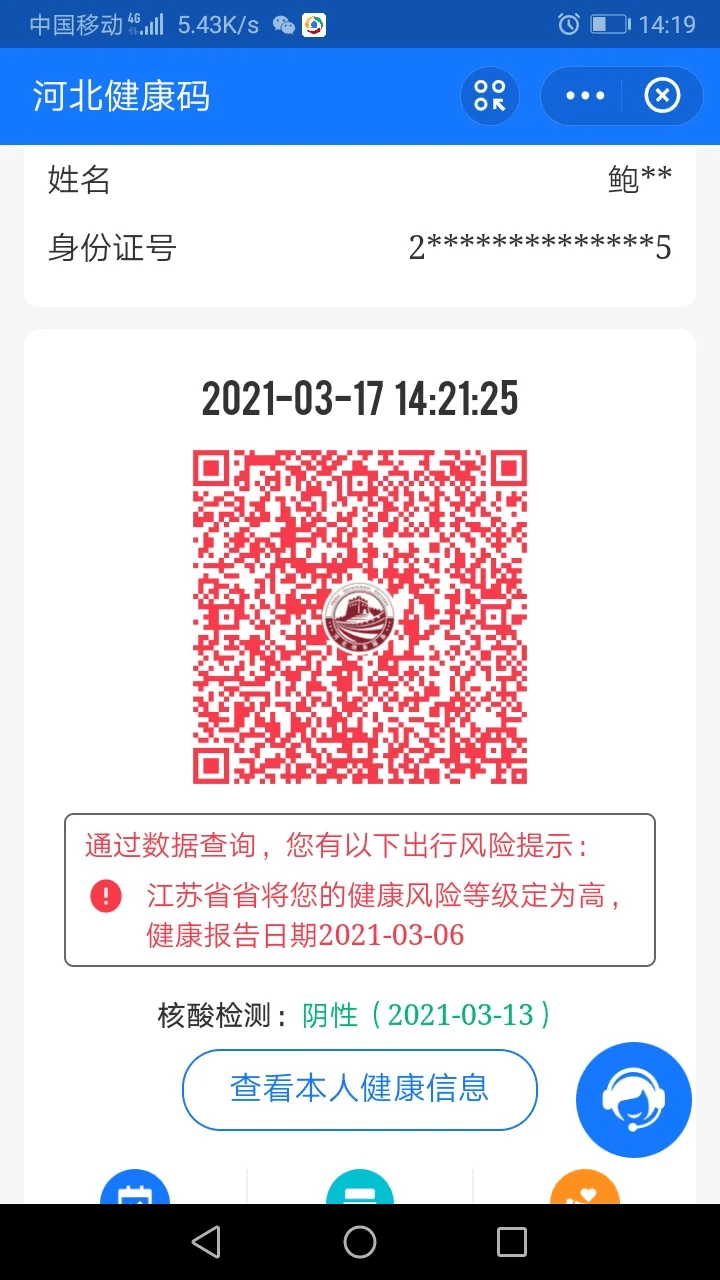 中国移动 4G 5.43K/s 14:19
河北健康码
姓名 鲍**
身份证号 2**************5
2021-03-17 14:21:25
通过数据查询，您有以下出行风险提示：
江苏省省将您的健康风险等级定为高，
健康报告日期2021-03-06
核酸检测：阴性（2021-03-13）
查看本人健康信息